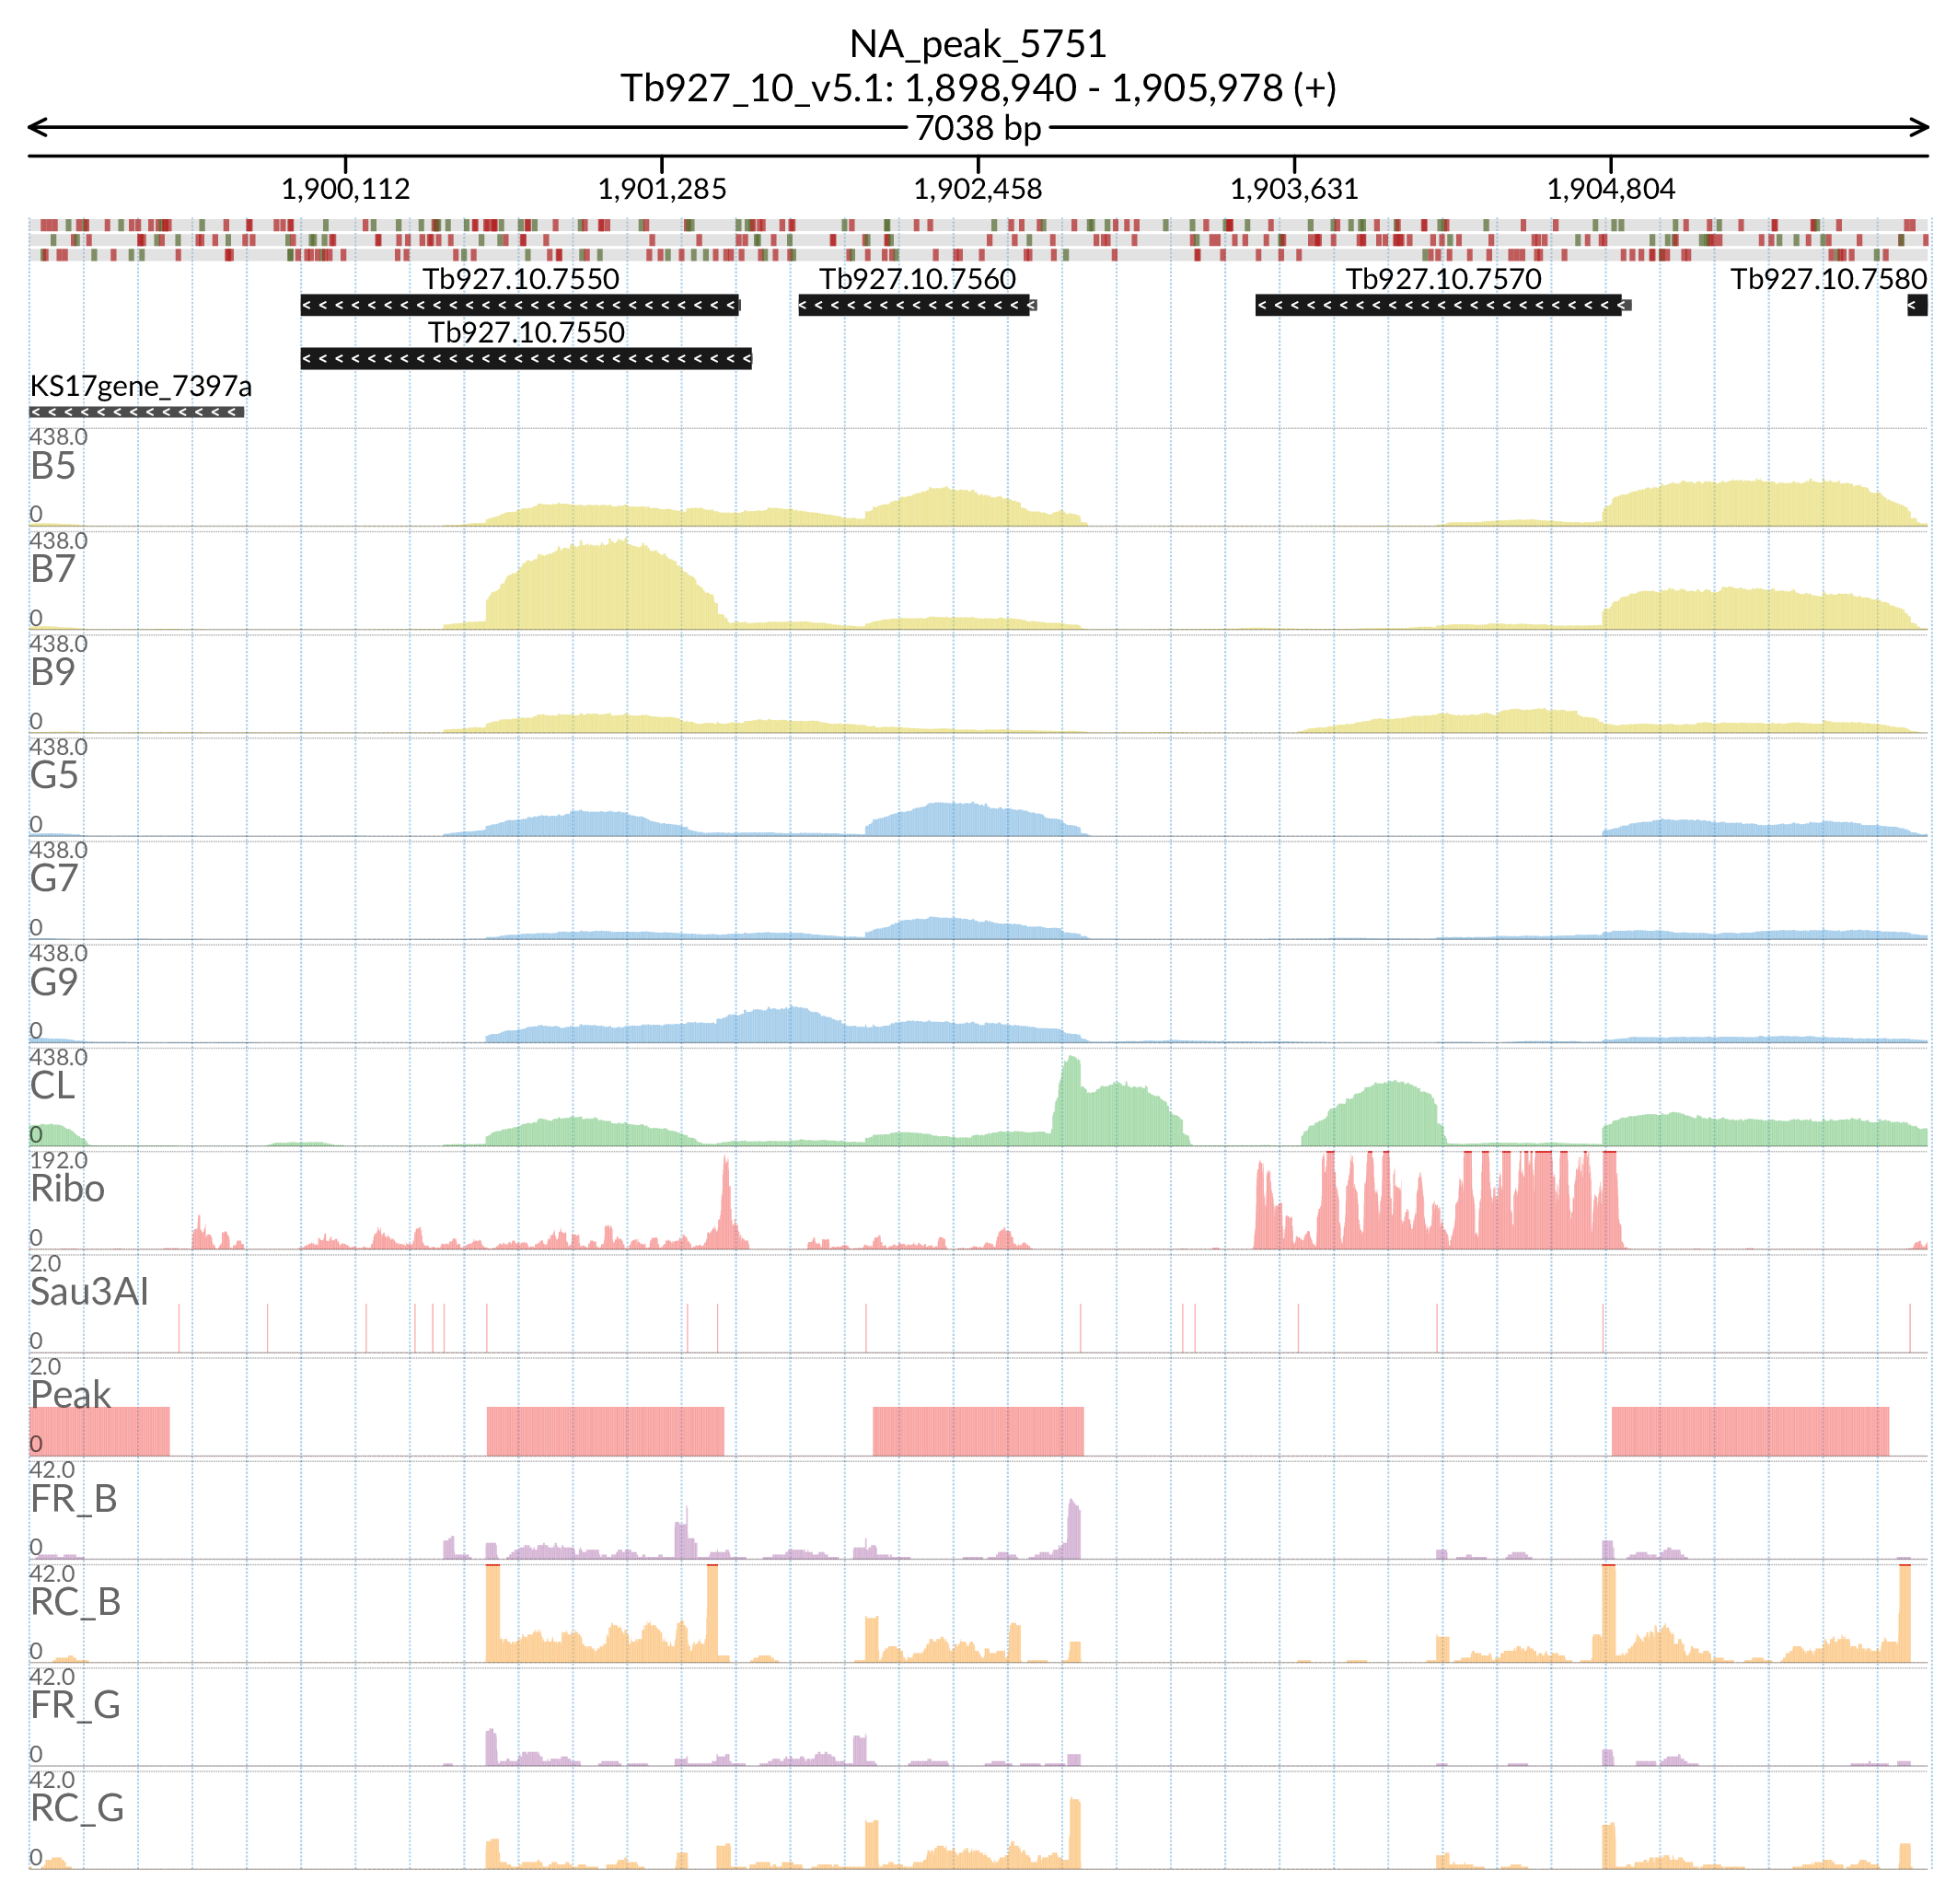 NA_peak_5751
Tb927_10_v5.1: 1,898,940 - 1,905,978 (+)
7038 bp
1,900,112 1,901,285 1,902,458 1,903,631 1,904,804
Tb927.10.7550 Tb927.10.7560 Tb927.10.7570 Tb927.10.7580
Tb927.10.7550
KS17gene_7397a
438.0
B5
0
438.0
B7
0
438.0
B9
0
438.0
G5
0
438.0
G7
0
438.0
G9
0
438.0
CL
0
192.0
Ribo
0
2.0
Sau3AI
0
2.0
Peak
0
42.0
FR_B
0
42.0
RC_B
0
42.0
FR_G
0
42.0
RC_G
0